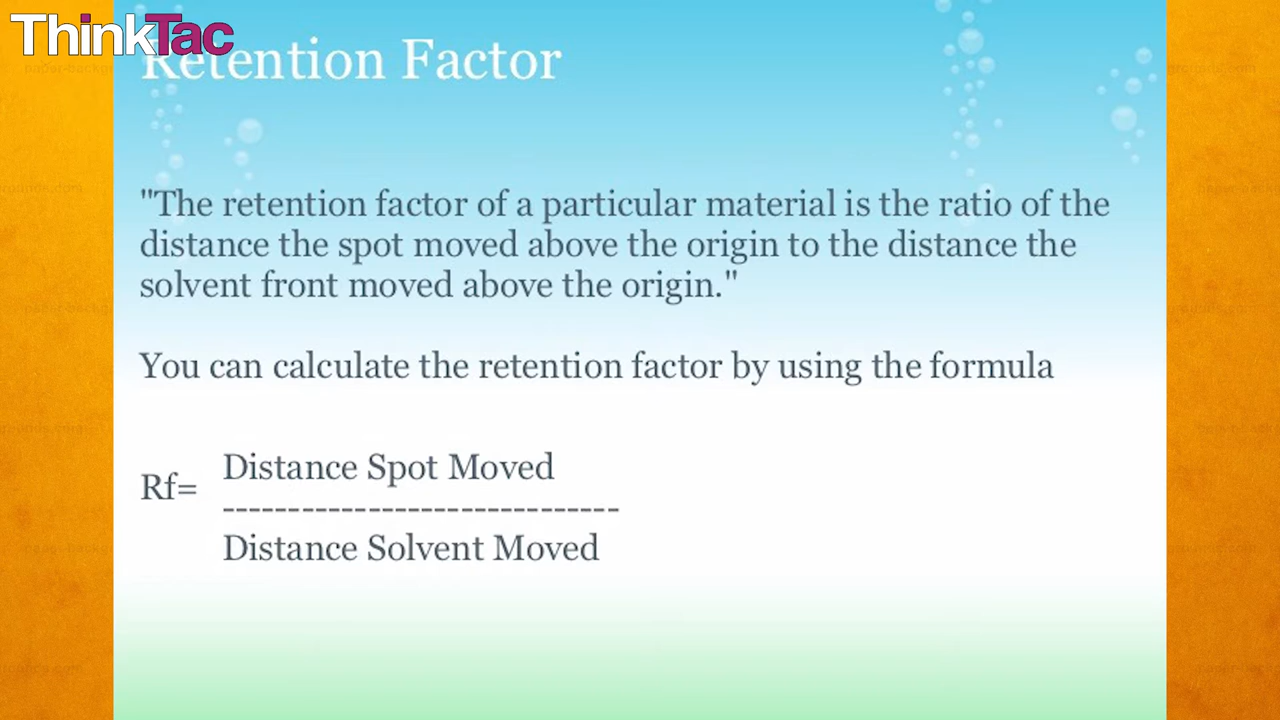 ThinkTac
Retention Factor
"The retention factor of a particular material is the ratio of the
distance the spot moved above the origin to the distance the
solvent front moved above the origin."
You can calculate the retention factor by using the formula
Distance Spot Moved
Rf= -----------------------------
Distance Solvent Moved